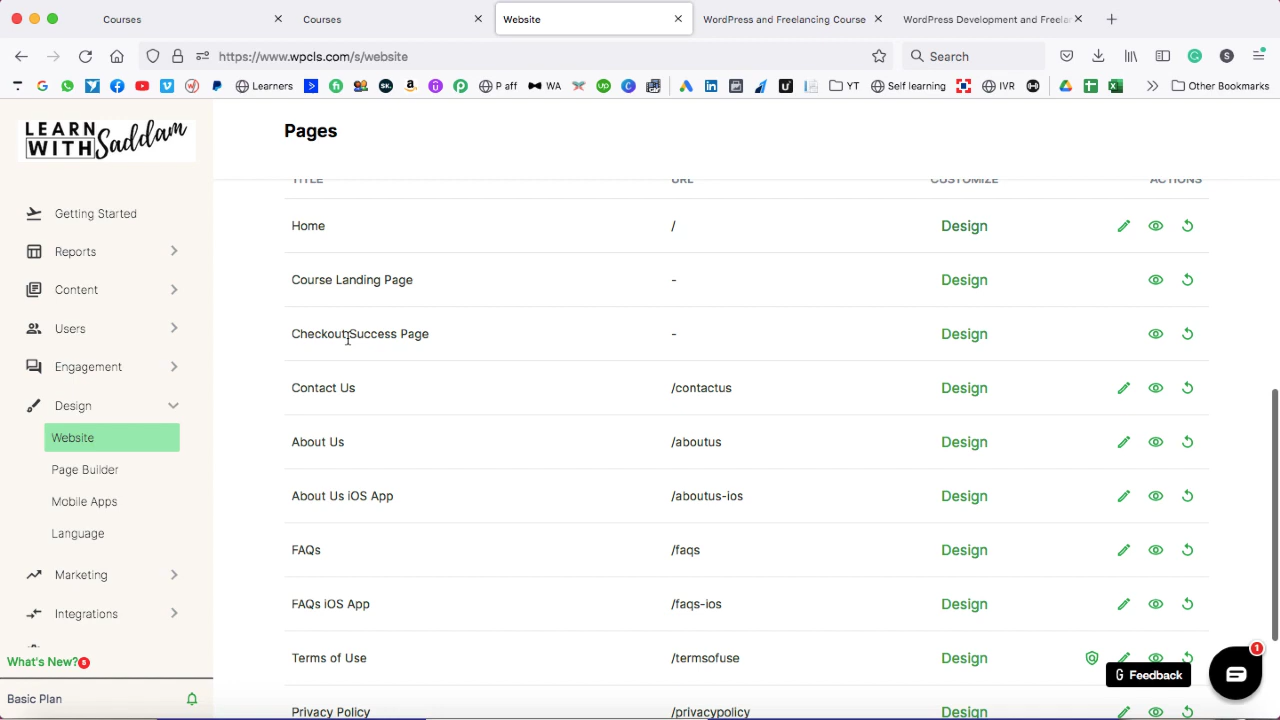 Courses
Courses
Website
WordPress and Freelancing Course
WordPress Development and Freelan
https://www.wpcls.com/s/website
Search
Learners
P aff
WA
YT
Self learning
IVR
Other Bookmarks
LEARN WITH Saddam
Getting Started
Reports
Content
Users
Engagement
Design
Website
Page Builder
Mobile Apps
Language
Marketing
Integrations
What's New? 8
Basic Plan
Pages
TITLE URL CUSTOMIZE ACTIONS
Home / Design
Course Landing Page - Design
Checkout Success Page - Design
Contact Us /contactus Design
About Us /aboutus Design
About Us iOS App /aboutus-ios Design
FAQs /faqs Design
FAQs iOS App /faqs-ios Design
Terms of Use /termsofuse Design
Privacy Policy /privacypolicy Design
Feedback
1